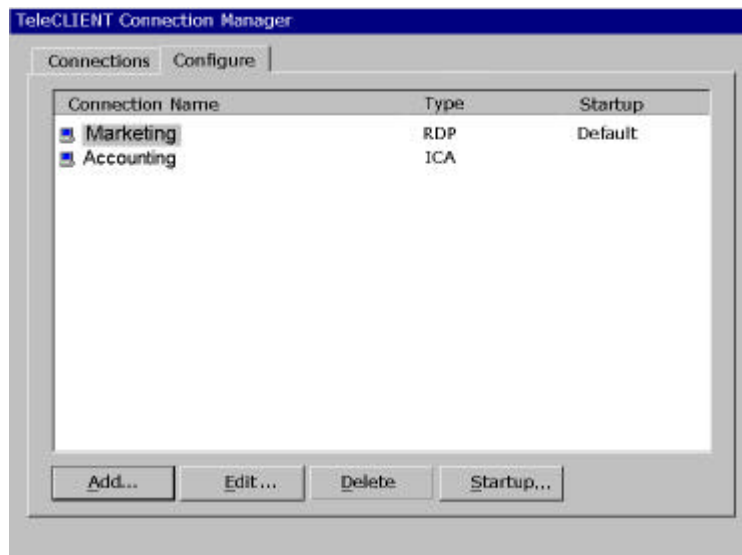 TeleCLIENT Connection Manager
Connections Configure
Connection Name Type Startup
Marketing RDP Default
Accounting ICA
Add... Edit... Delete Startup...